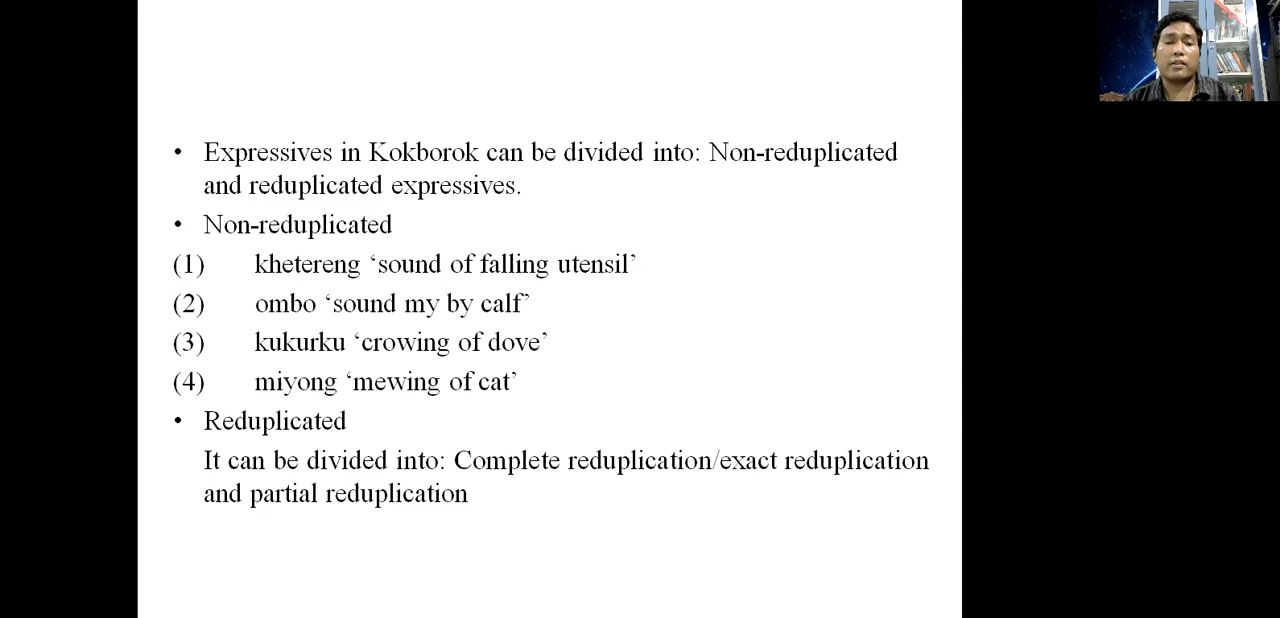 • Expressives in Kokborok can be divided into: Non-reduplicated
and reduplicated expressives.
• Non-reduplicated
(1) khetereng ‘sound of falling utensil’
(2) ombo ‘sound my by calf’
(3) kukurku ‘crowing of dove’
(4) miyong ‘mewing of cat’
• Reduplicated
It can be divided into: Complete reduplication/exact reduplication
and partial reduplication